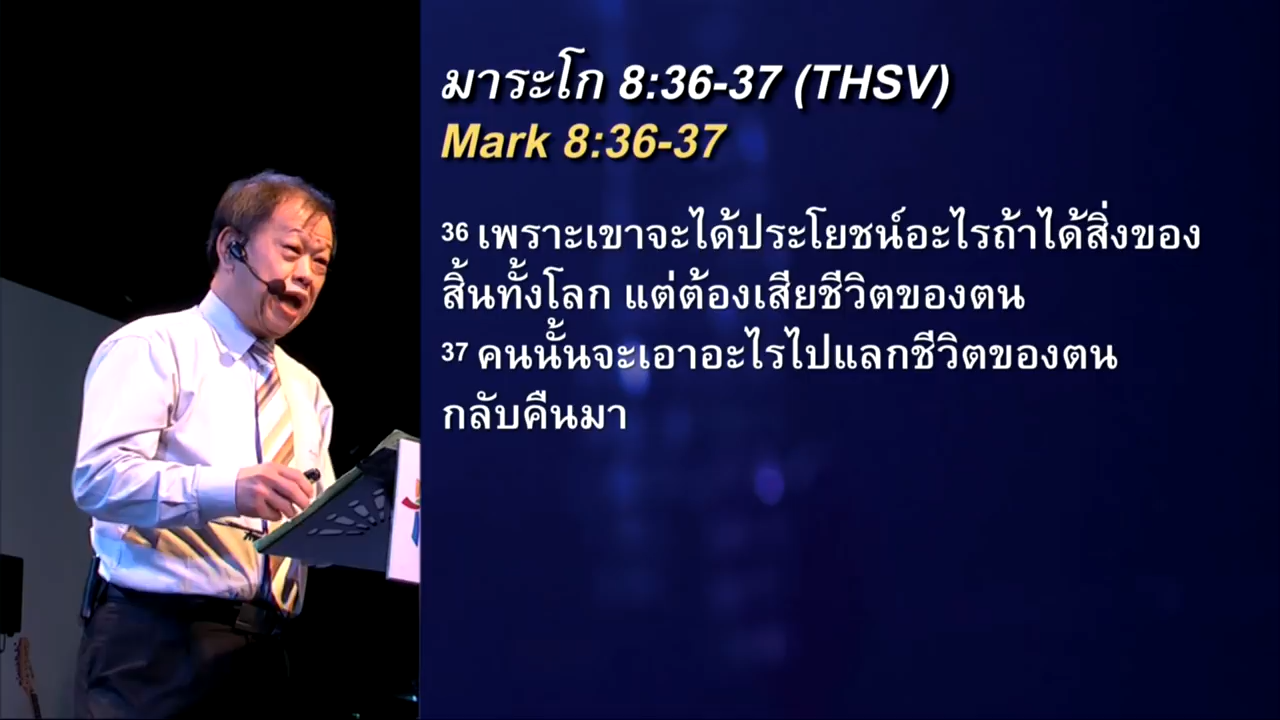 มาระโก 8:36-37 (THSV)
Mark 8:36-37
36 เพราะเขาจะได้ประโยชน์อะไรถ้าได้สิ่งของ
สิ้นทั้งโลก แต่ต้องเสียชีวิตของตน
37 คนนั้นจะเอาอะไรไปแลกชีวิตของตน
กลับคืนมา